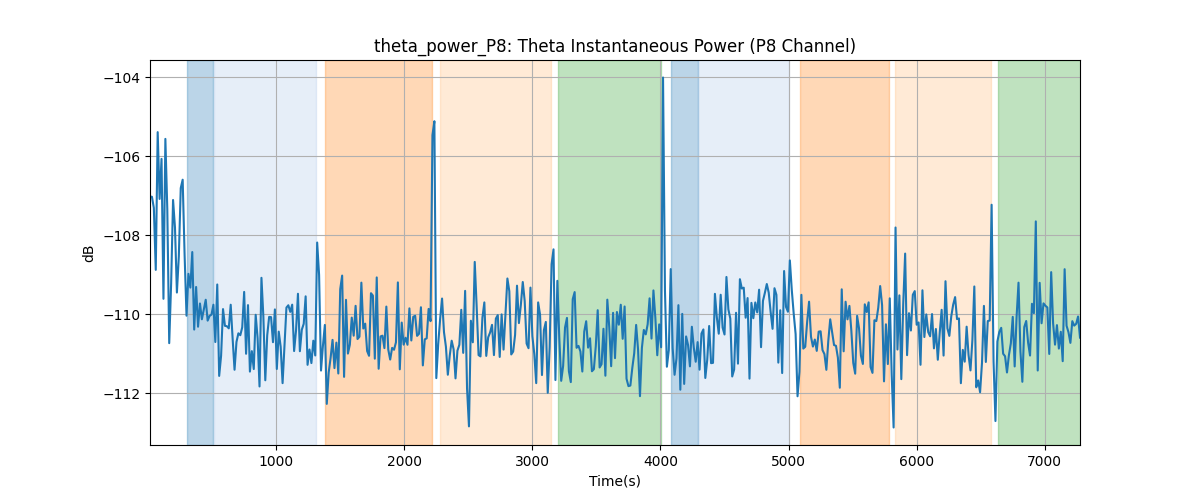 theta_power_P8: Theta Instantaneous Power (P8 Channel)
−104
−106
−108
−110
−112
dB
1000 2000 3000 4000 5000 6000 7000
Time(s)